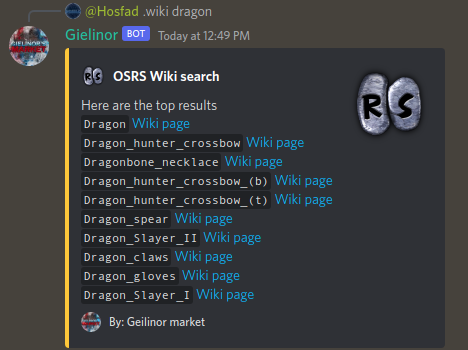 @Hosfad .wiki dragon
Gielinor BOT Today at 12:49 PM
OSRS Wiki search
RS
Here are the top results
Dragon Wiki page
Dragon_hunter_crossbow Wiki page
Dragonbone_necklace Wiki page
Dragon_hunter_crossbow_(b) Wiki page
Dragon_hunter_crossbow_(t) Wiki page
Dragon_spear Wiki page
Dragon_Slayer_II Wiki page
Dragon_claws Wiki page
Dragon_gloves Wiki page
Dragon_Slayer_I Wiki page
By: Geilinor market